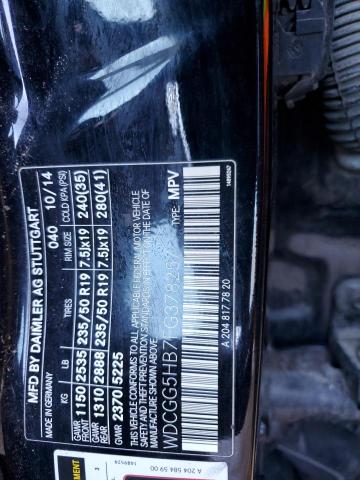 MFD BY DAIMLER AG STUTTGART
MADE IN GERMANY 040 10/14
KG LB TIRES RIM SIZE COLD KPA(PSI)
GAWR FRONT 1150 2535 235/50 R19 7.5Jx19 240(35)
GAWR REAR 1310 2888 235/50 R19 7.5Jx19 280(41)
GVWR 2370 5225
THIS VEHICLE CONFORMS TO ALL APPLICABLE FEDERAL MOTOR VEHICLE
SAFETY AND THEFT PREVENTION STANDARDS IN EFFECT ON THE DATE OF
MANUFACTURE SHOWN ABOVE.
TYPE: MPV
A 204 817 78 20
A 204 584 59 00